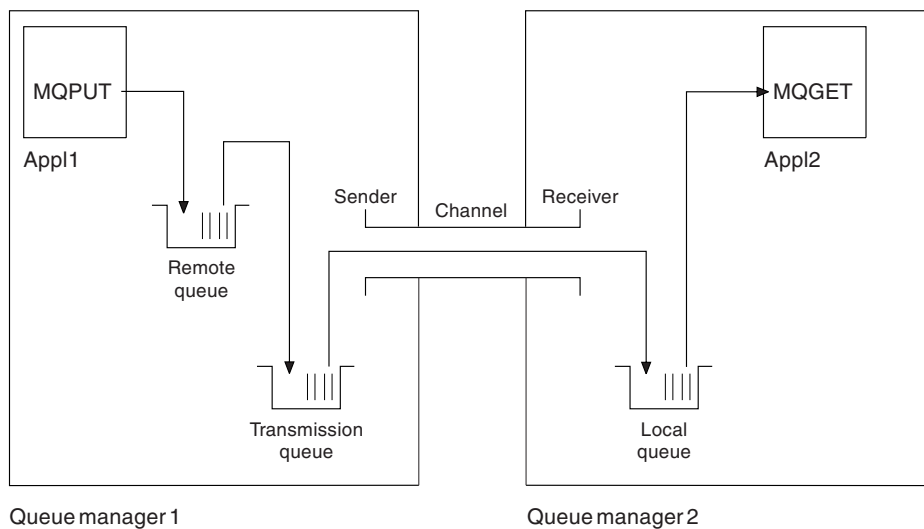 MQPUT
MQGET
Appl1
Appl2
Sender
Channel
Receiver
Remote
queue
Transmission
queue
Local
queue
Queue manager 1
Queue manager 2